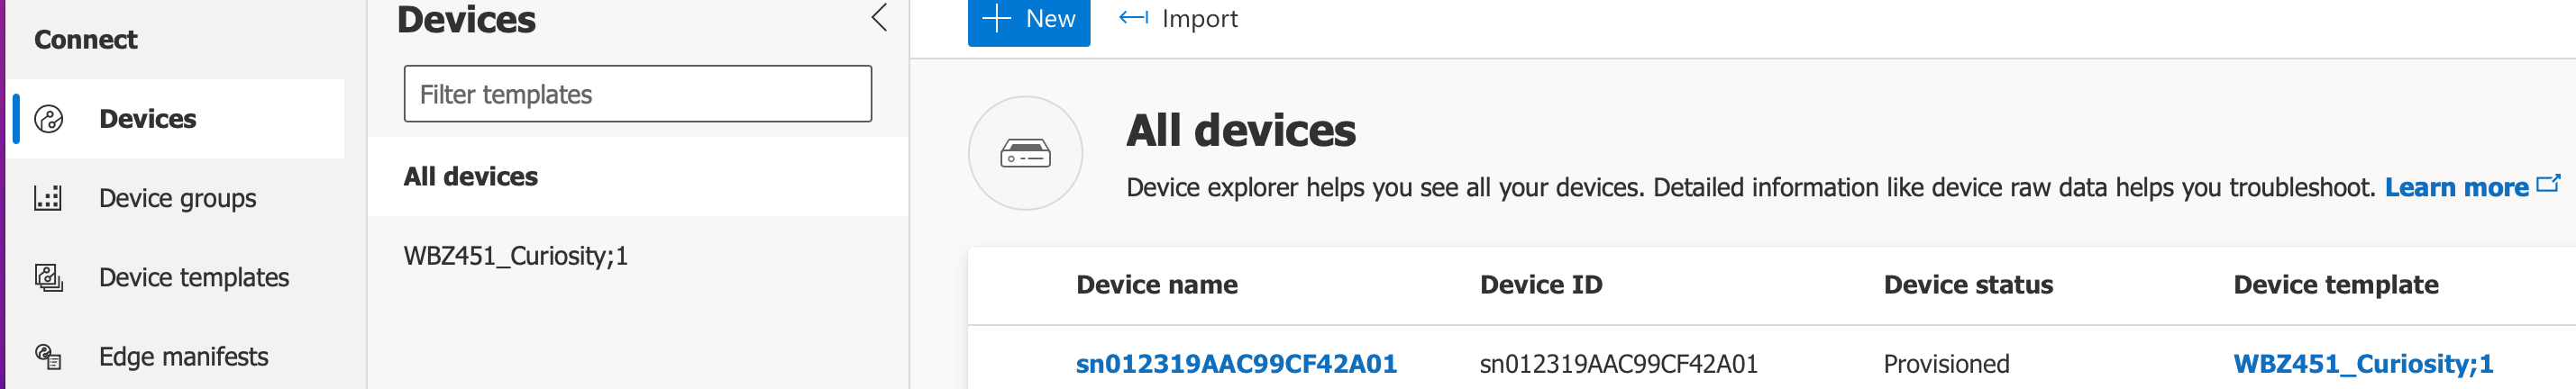 Connect
Devices
Device groups
Device templates
Edge manifests
Devices
Filter templates
All devices
WBZ451_Curiosity;1
New
Import
All devices
Device explorer helps you see all your devices. Detailed information like device raw data helps you troubleshoot. Learn more
Device name Device ID Device status Device template
sn012319AAC99CF42A01 sn012319AAC99CF42A01 Provisioned WBZ451_Curiosity;1